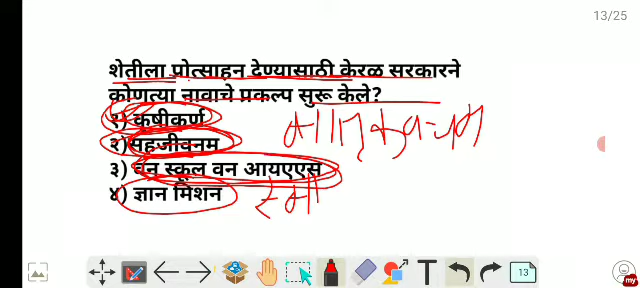 13/25
शेतीला प्रोत्साहन देण्यासाठी केरळ सरकारने
कोणत्या नावाचे प्रकल्प सुरू केले?
१) कृषीकर्ण
२) सहजीवनम
३) वन स्कूल वन आयएएस
४) ज्ञान मिशन
T
13
my